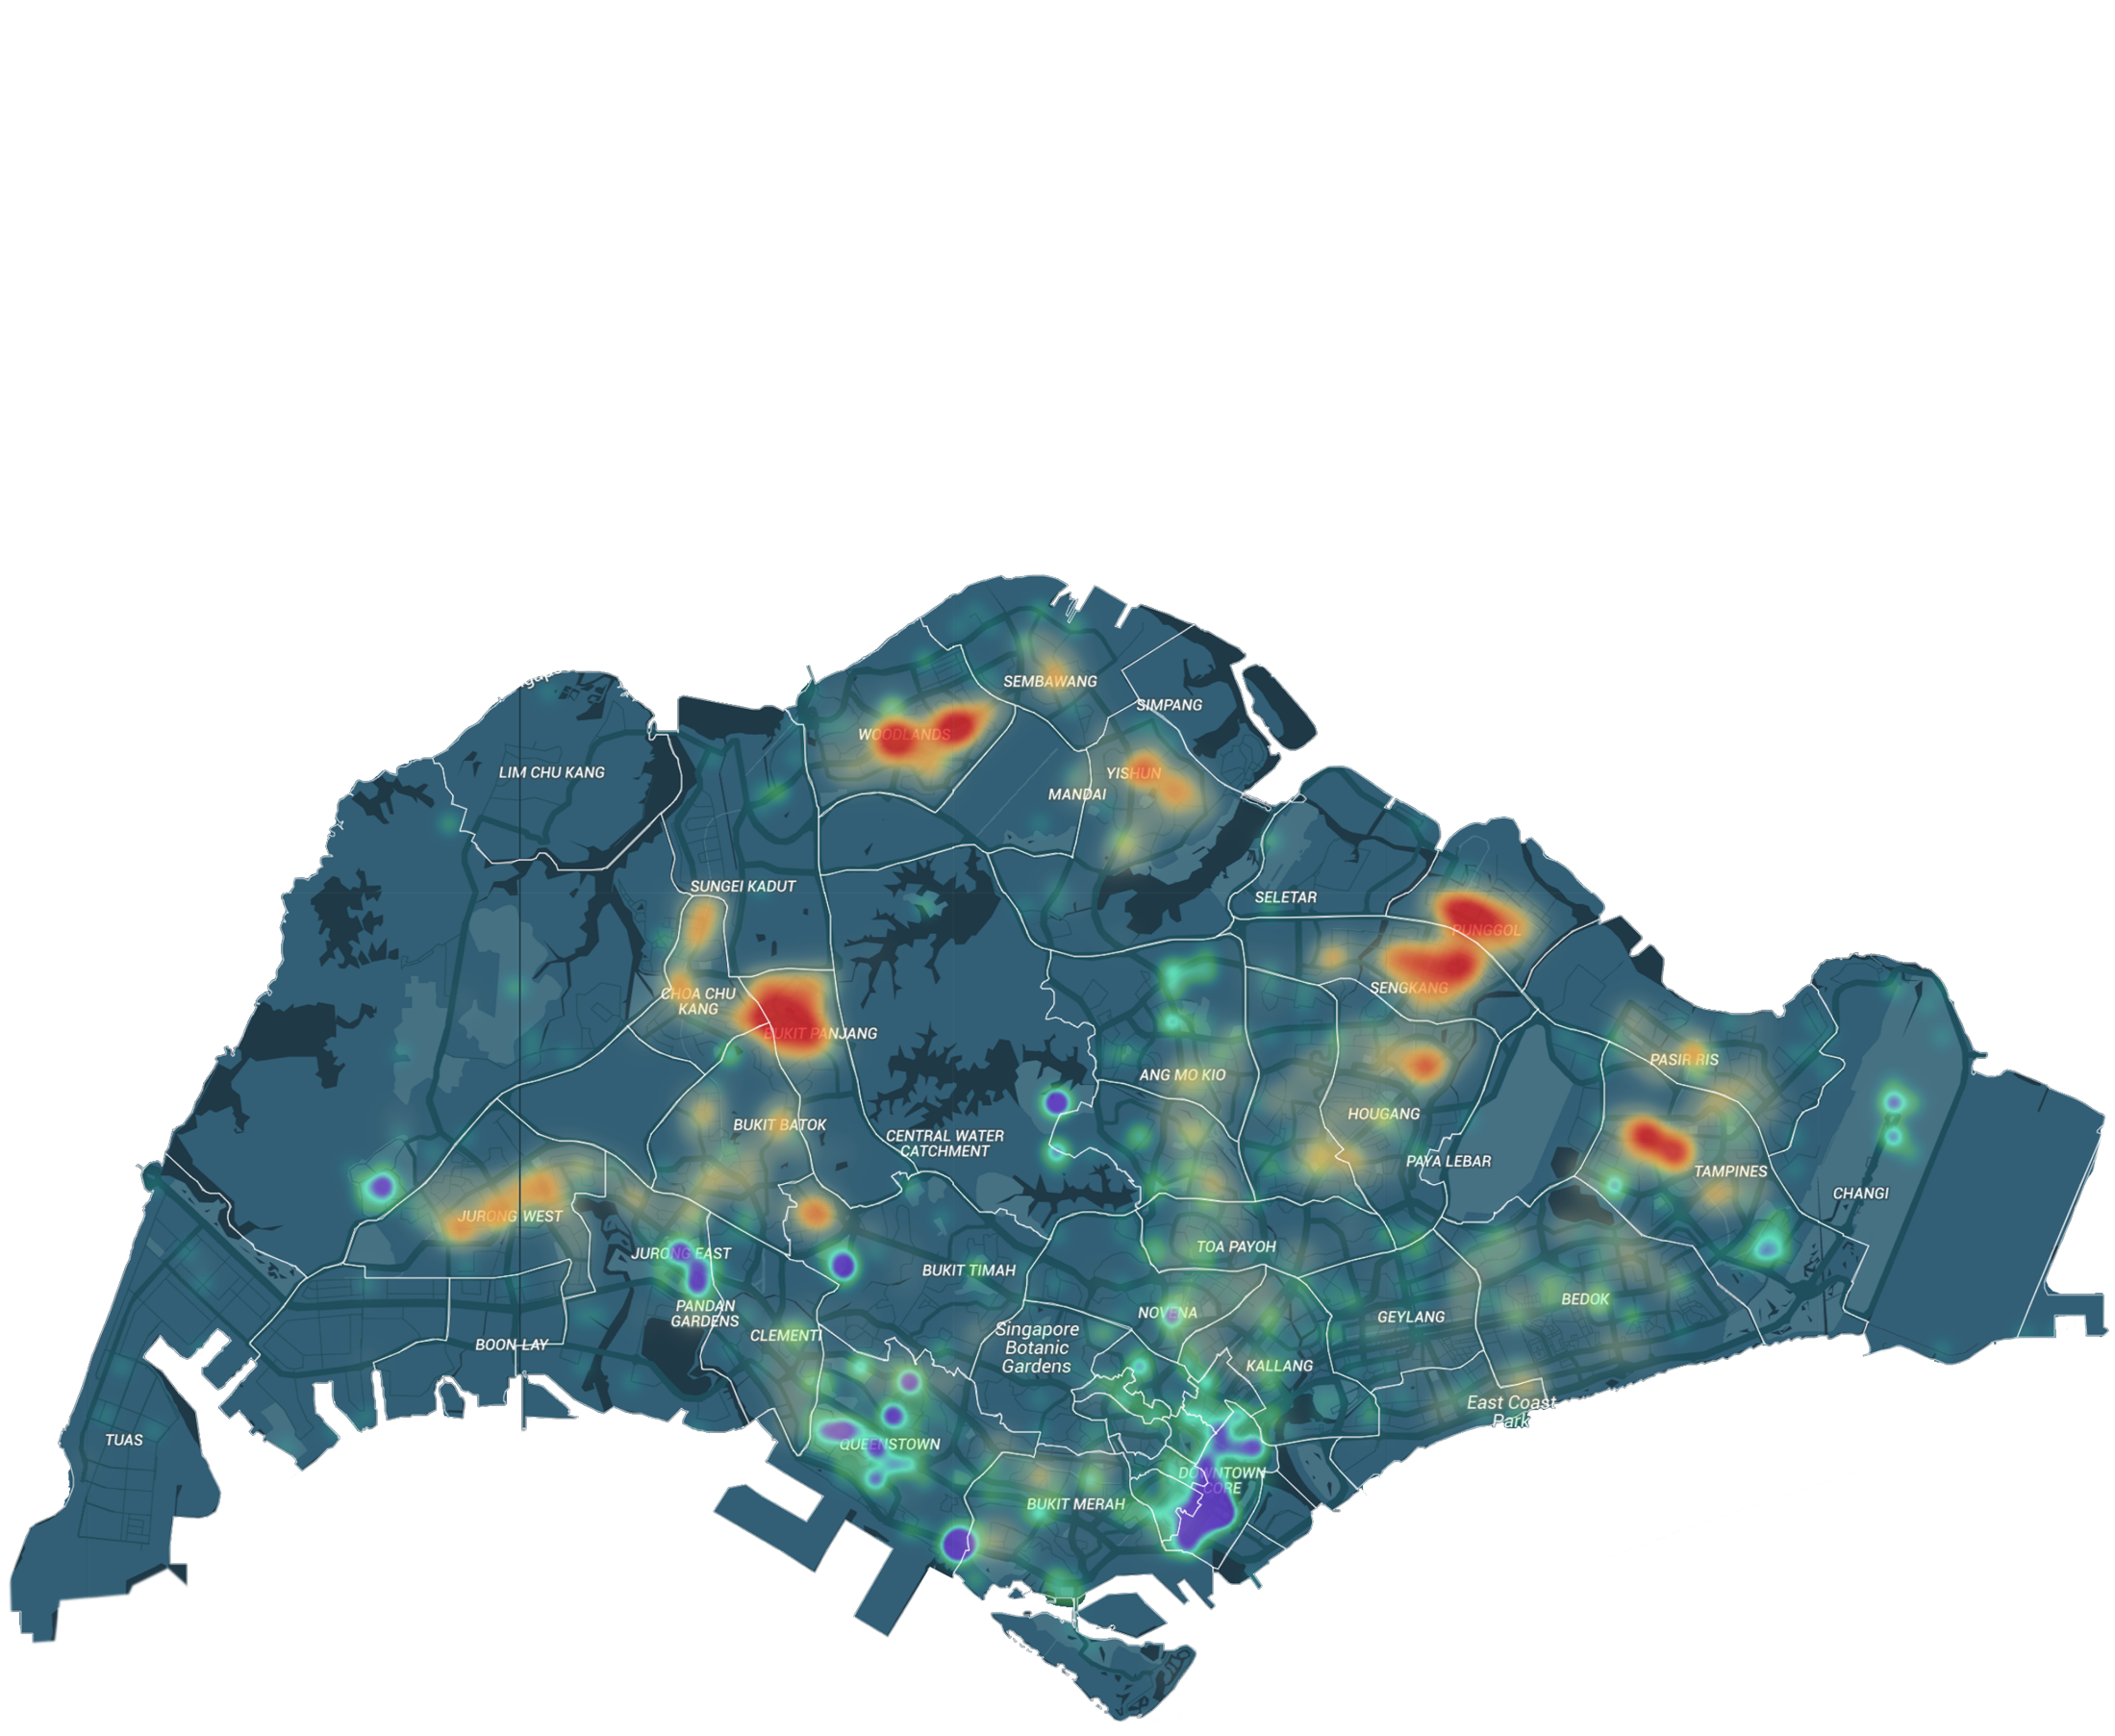 SEMBAWANG
SIMPANG
WOODLANDS
LIM CHU KANG
YISHUN
MANDAI
SUNGEI KADUT
SELETAR
PUNGGOL
SENGKANG
CHOA CHU
KANG
BUKIT PANJANG
PASIR RIS
ANG MO KIO
HOUGANG
BUKIT BATOK
CENTRAL WATER
CATCHMENT
PAYA LEBAR
TAMPINES
CHANGI
JURONG WEST
TOA PAYOH
JURONG EAST
BUKIT TIMAH
BEDOK
PANDAN
GARDENS
NOVENA
GEYLANG
CLEMENTI
Singapore
Botanic
Gardens
BOON LAY
KALLANG
East Coast
Park
TUAS
QUEENSTOWN
DOWNTOWN
CORE
BUKIT MERAH